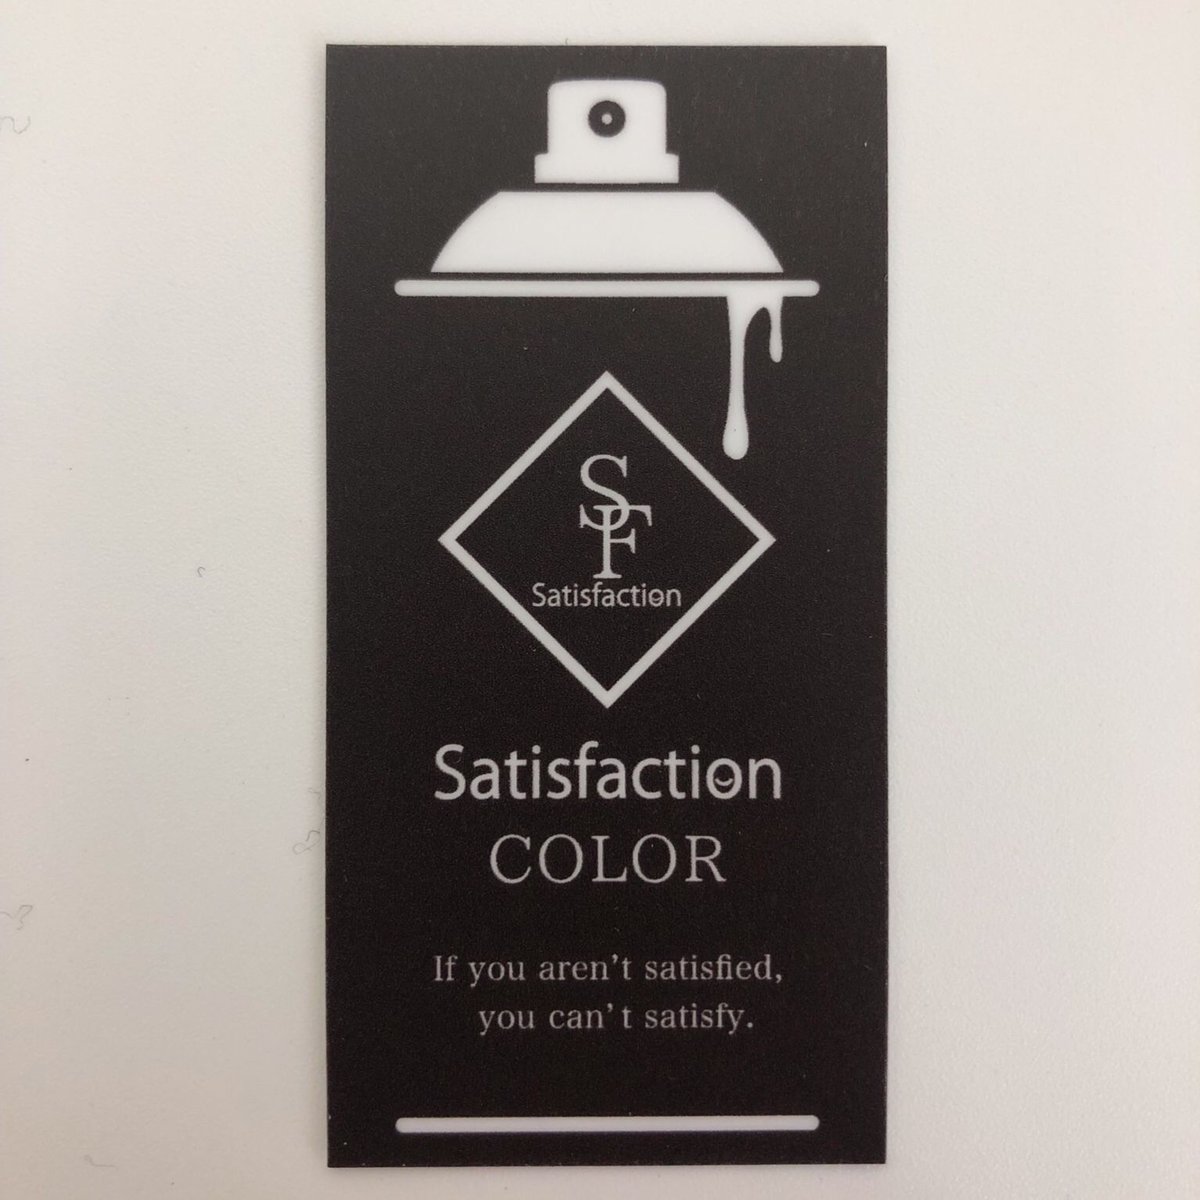 SF
Satisfaction
Satisfaction
COLOR
If you aren't satisfied,
you can't satisfy.